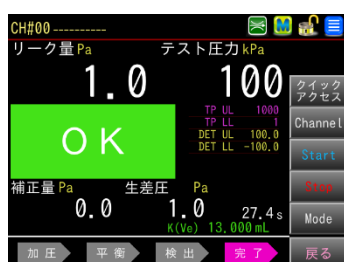 CH#00 ----------
M
リーク量 Pa テスト圧力 kPa
1.0 100
クイック
アクセス
TP UL 1000
TP LL 1
DET UL 100.0
DET LL -100.0
OK
Channel
Start
Stop
補正量 Pa 生差圧 Pa
0.0 1.0 27.4 s
K(Ve) 13.000 mL
Mode
加圧 平衡 検出 完了 戻る